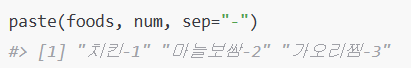 paste(foods, num, sep="-")
#> [1] "치킨-1" "마늘보쌈-2" "가오리찜-3"